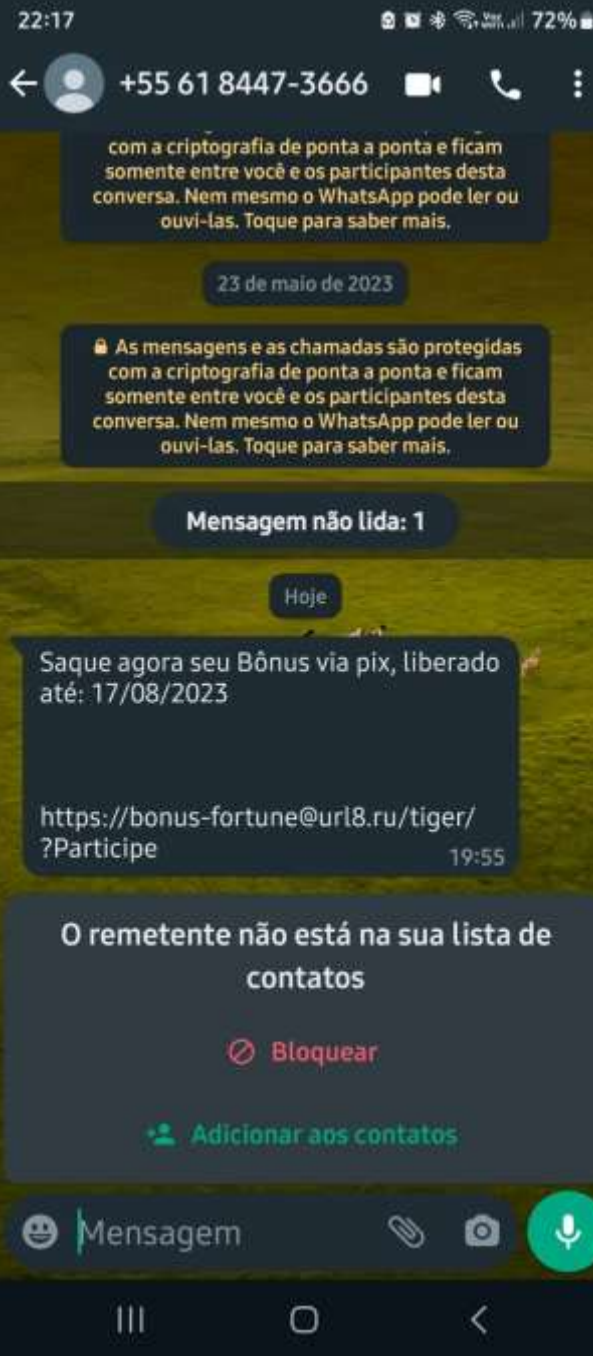 22:17
72%
+55 61 8447-3666
com a criptografia de ponta a ponta e ficam
somente entre você e os participantes desta
conversa. Nem mesmo o WhatsApp pode ler ou
ouvi-las. Toque para saber mais.
23 de maio de 2023
As mensagens e as chamadas são protegidas
com a criptografia de ponta a ponta e ficam
somente entre você e os participantes desta
conversa. Nem mesmo o WhatsApp pode ler ou
ouvi-las. Toque para saber mais.
Mensagem não lida: 1
Hoje
Saque agora seu Bônus via pix, liberado
até: 17/08/2023
https://bonus-fortune@url8.ru/tiger/
?Participe
19:55
O remetente não está na sua lista de
contatos
Bloquear
Adicionar aos contatos
Mensagem